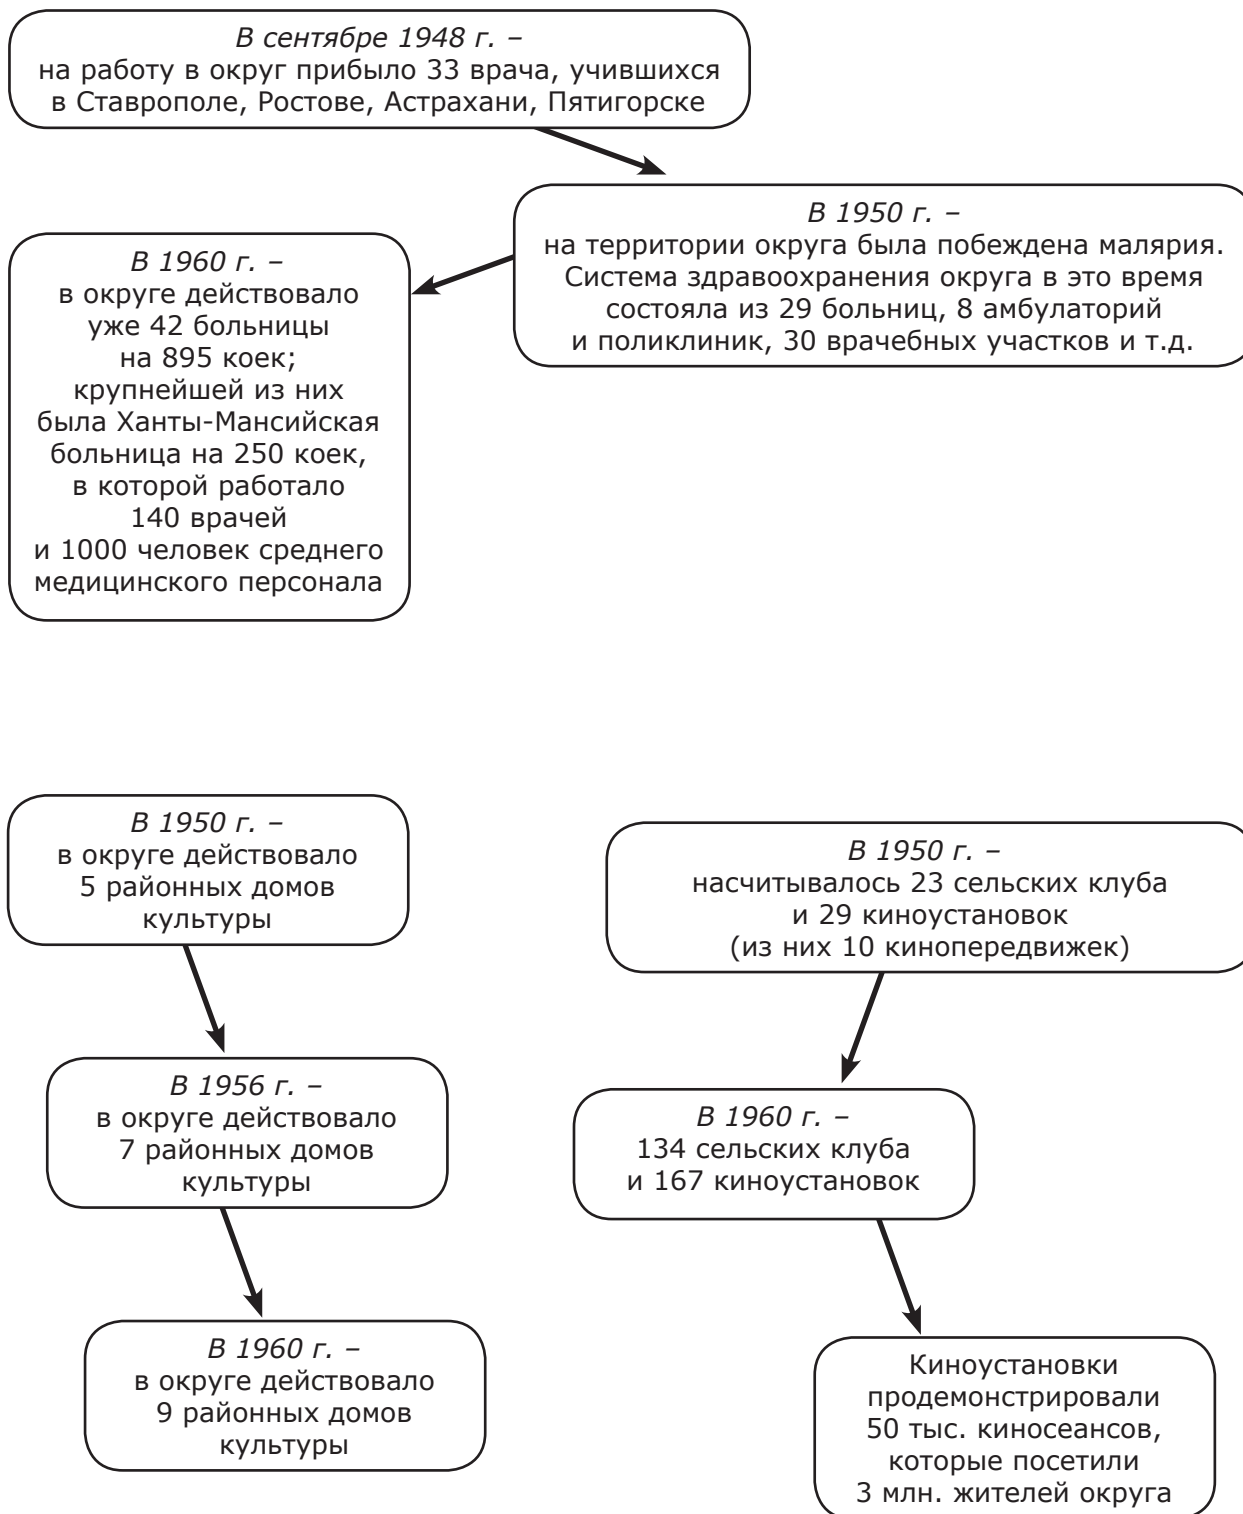 В сентябре 1948 г. –
на работу в округ прибыло 33 врача, учившихся
в Ставрополе, Ростове, Астрахани, Пятигорске
В 1950 г. –
на территории округа была побеждена малярия.
Система здравоохранения округа в это время
состояла из 29 больниц, 8 амбулаторий
и поликлиник, 30 врачебных участков и т.д.
В 1960 г. –
в округе действовало
уже 42 больницы
на 895 коек;
крупнейшей из них
была Ханты-Мансийская
больница на 250 коек,
в которой работало
140 врачей
и 1000 человек среднего
медицинского персонала
В 1950 г. –
в округе действовало
5 районных домов
культуры
В 1956 г. –
в округе действовало
7 районных домов
культуры
В 1960 г. –
в округе действовало
9 районных домов
культуры
В 1950 г. –
насчитывалось 23 сельских клуба
и 29 киноустановок
(из них 10 кинопередвижек)
В 1960 г. –
134 сельских клуба
и 167 киноустановок
Киноустановки
продемонстрировали
50 тыс. киносеансов,
которые посетили
3 млн. жителей округа